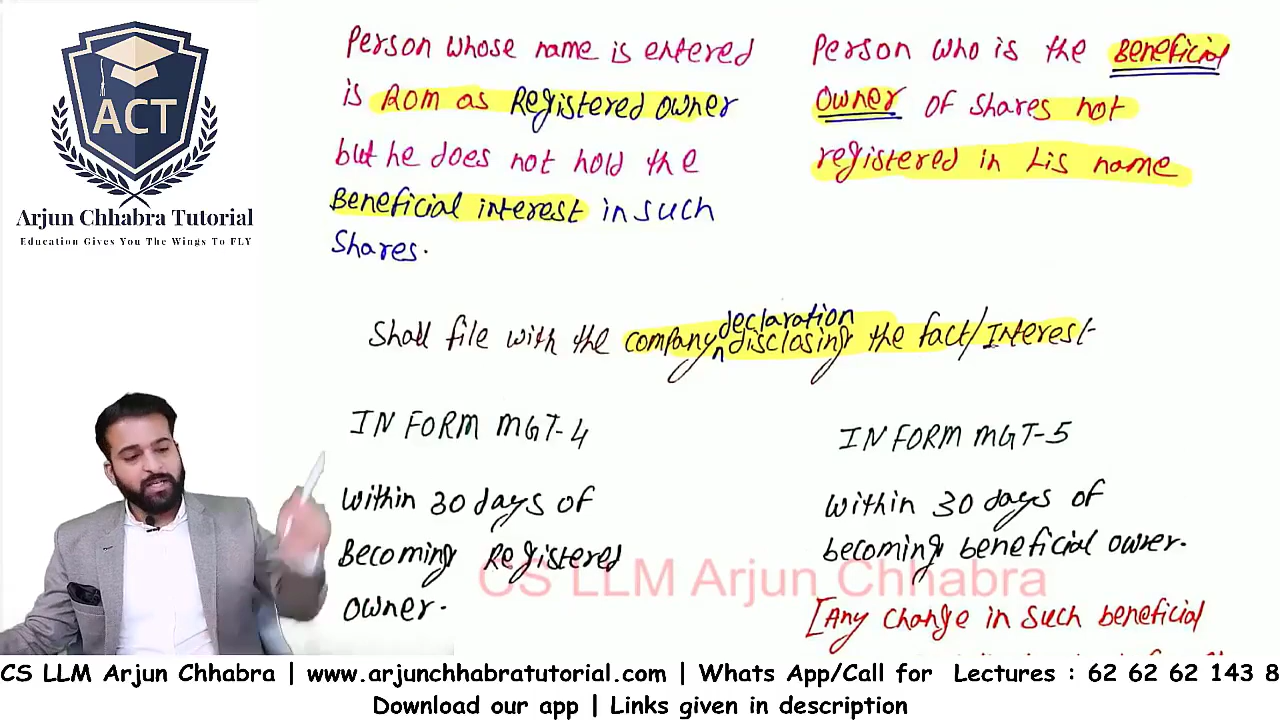 ACT
Arjun Chhabra Tutorial
Education Gives You The Wings To FLY
Person whose name is entered
is ROM as Registered owner
but he does not hold the
Beneficial interest in such
Shares.
Person who is the Beneficial
Owner of shares not
registered in his name
Shall file with the company declaration disclosing the fact/Interest
IN FORM MGT-4
Within 30 days of
Becoming Registered
owner.
IN FORM MGT-5
Within 30 days of
becoming beneficial owner.
[Any change in such beneficial
CS LLM Arjun Chhabra
CS LLM Arjun Chhabra | www.arjunchhabratutorial.com | Whats App/Call for Lectures : 62 62 62 143 8
Download our app | Links given in description